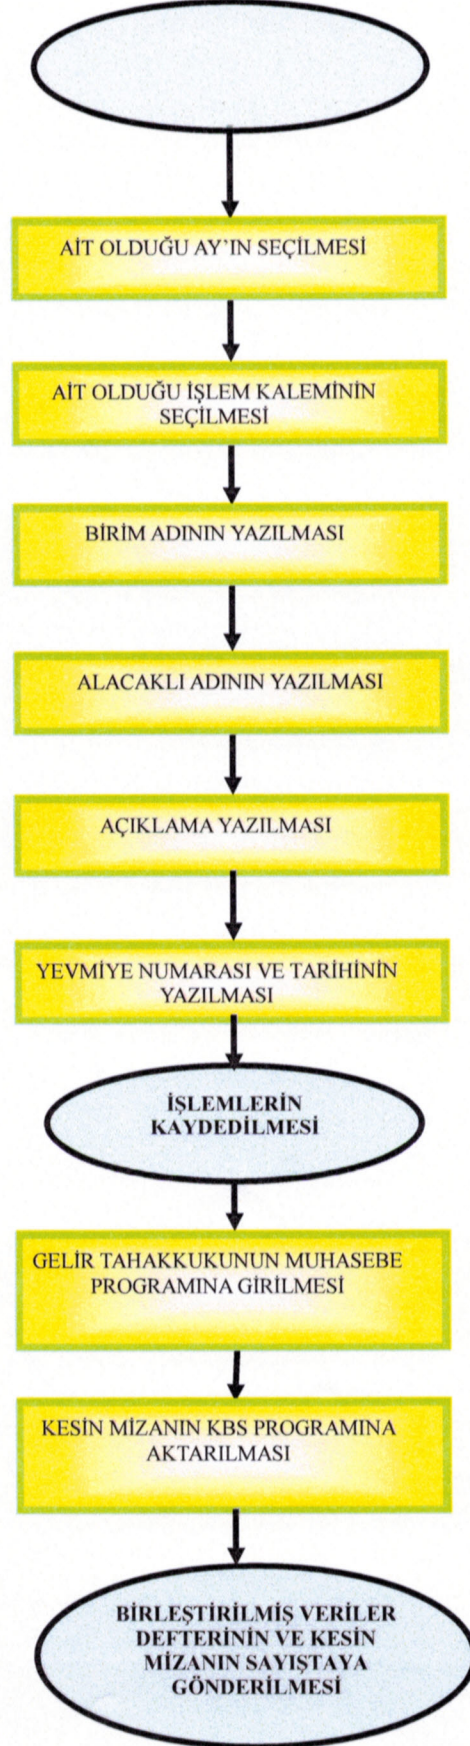 AİT OLDUĞU AY'IN SEÇİLMESİ
AİT OLDUĞU İŞLEM KALEMİNİN
SEÇİLMESİ
BİRİM ADININ YAZILMASI
ALACAKLI ADININ YAZILMASI
AÇIKLAMA YAZILMASI
YEVMİYE NUMARASI VE TARİHİNİN
YAZILMASI
İŞLEMLERİN
KAYDEDİLMESİ
GELİR TAHAKKUKUNUN MUHASEBE
PROGRAMINA GİRİLMESİ
KESİN MİZANIN KBS PROGRAMINA
AKTARILMASI
BİRLEŞTİRİLMİŞ VERİLER
DEFTERİNİN VE KESİN
MİZANIN SAYIŞTAYA
GÖNDERİLMESİ